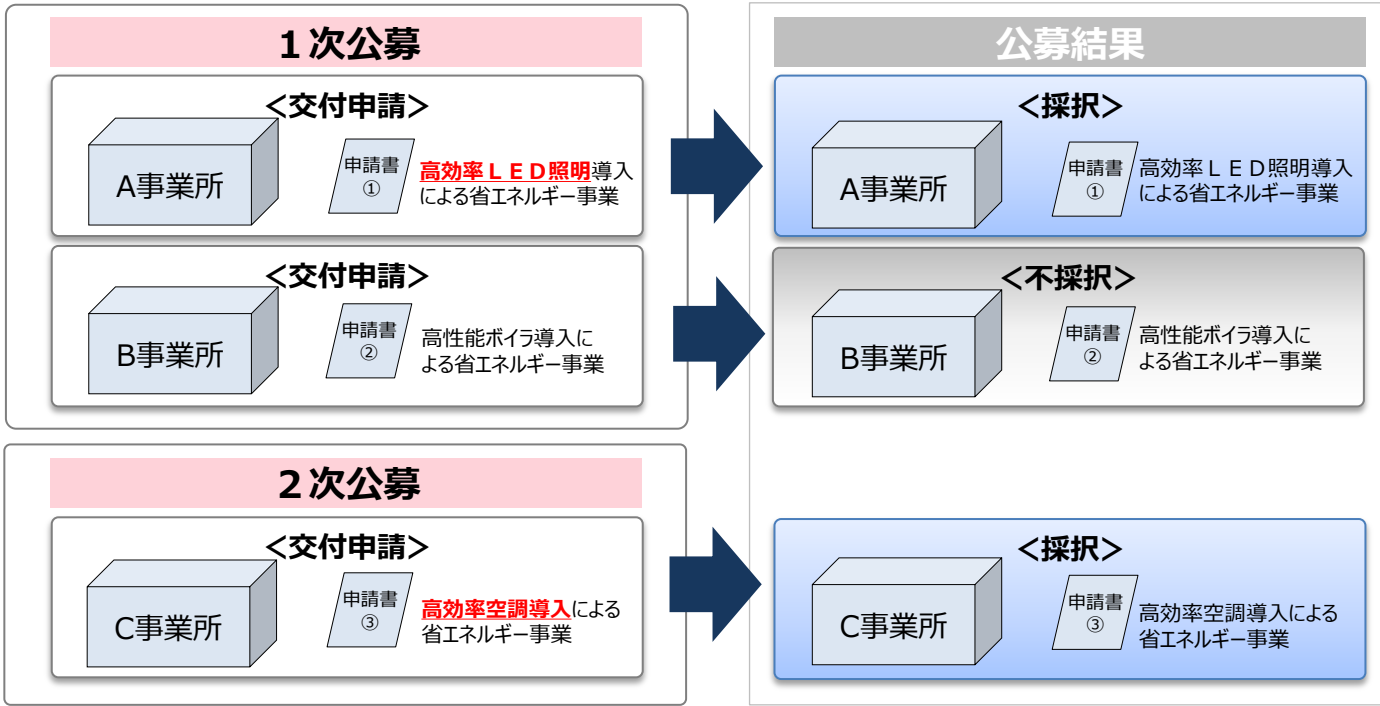 １次公募
＜交付申請＞
A事業所
申請書
①
高効率ＬＥＤ照明導入
による省エネルギー事業
＜交付申請＞
B事業所
申請書
②
高性能ボイラ導入に
よる省エネルギー事業
２次公募
＜交付申請＞
C事業所
申請書
③
高効率空調導入による
省エネルギー事業
公募結果
＜採択＞
A事業所
申請書
①
高効率ＬＥＤ照明導入
による省エネルギー事業
＜不採択＞
B事業所
申請書
②
高性能ボイラ導入に
よる省エネルギー事業
＜採択＞
C事業所
申請書
③
高効率空調導入による
省エネルギー事業